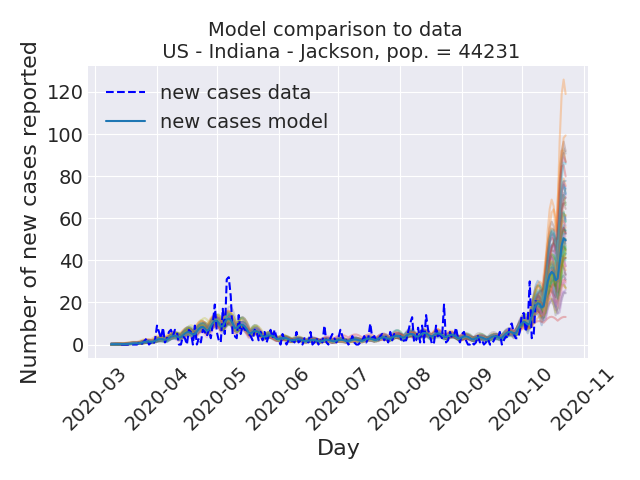 Model comparison to data
US - Indiana - Jackson, pop. = 44231
Number of new cases reported
120
100
80
60
40
20
0
new cases data
new cases model
2020-03
2020-04
2020-05
2020-06
2020-07
2020-08
2020-09
2020-10
2020-11
Day